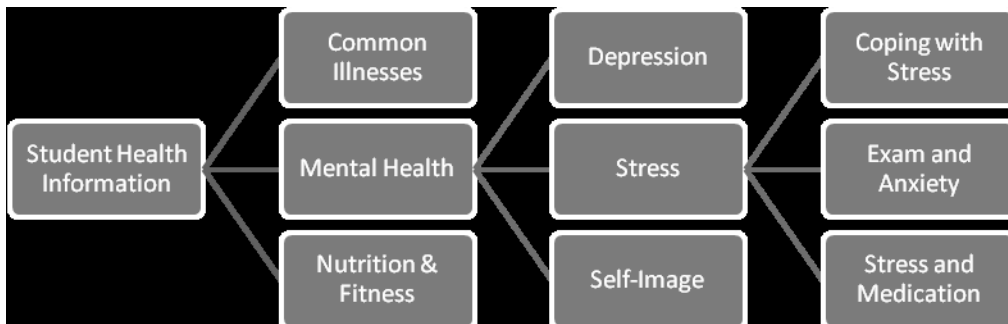 Student Health
Information
Common
Illnesses
Mental Health
Nutrition &
Fitness
Depression
Stress
Self-Image
Coping with
Stress
Exam and
Anxiety
Stress and
Medication